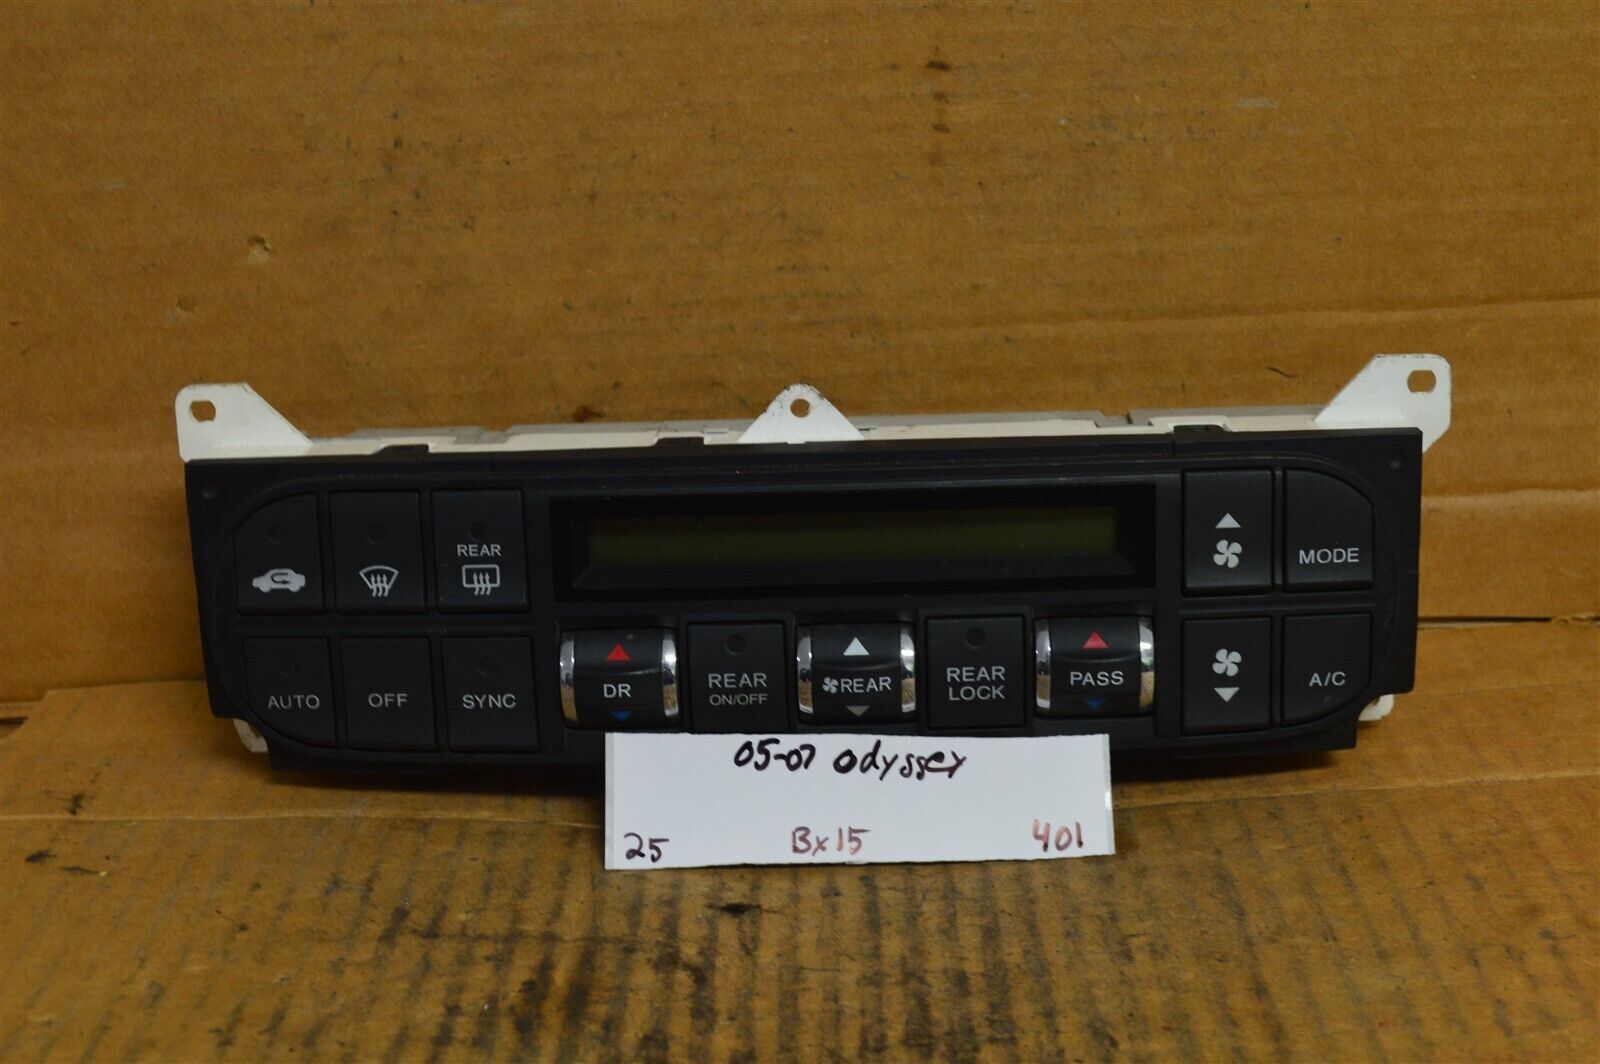 REAR
MODE
AUTO OFF SYNC
DR
REAR
ON/OFF
REAR
REAR
LOCK
PASS
A/C
05-07 Odyssey
25 Bx15 401